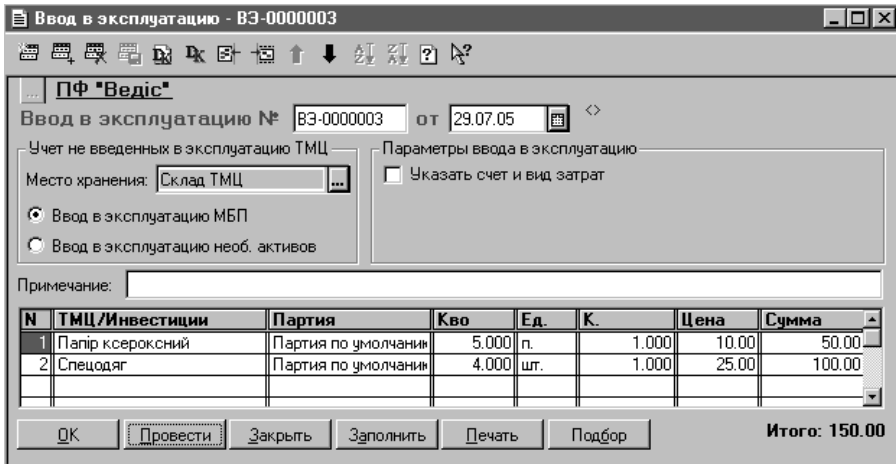 Ввод в эксплуатацию - ВЭ-0000003
... ПФ "Ведіс"
Ввод в эксплуатацию № ВЭ-0000003 от 29.07.05 <>
Учет не введенных в эксплуатацию ТМЦ
Параметры ввода в эксплуатацию
Место хранения: Склад ТМЦ ...
Указать счет и вид затрат
Ввод в эксплуатацию МБП
Ввод в эксплуатацию необ. активов
Примечание:
N ТМЦ/Инвестиции Партия Кво Ед. К. Цена Сумма
1 Папір ксероксний Партия по умолчанию 5.000 п. 1.000 10.00 50.00
2 Спецодяг Партия по умолчанию 4.000 шт. 1.000 25.00 100.00
OK Провести Закрыть Заполнить Печать Подбор Итого: 150.00